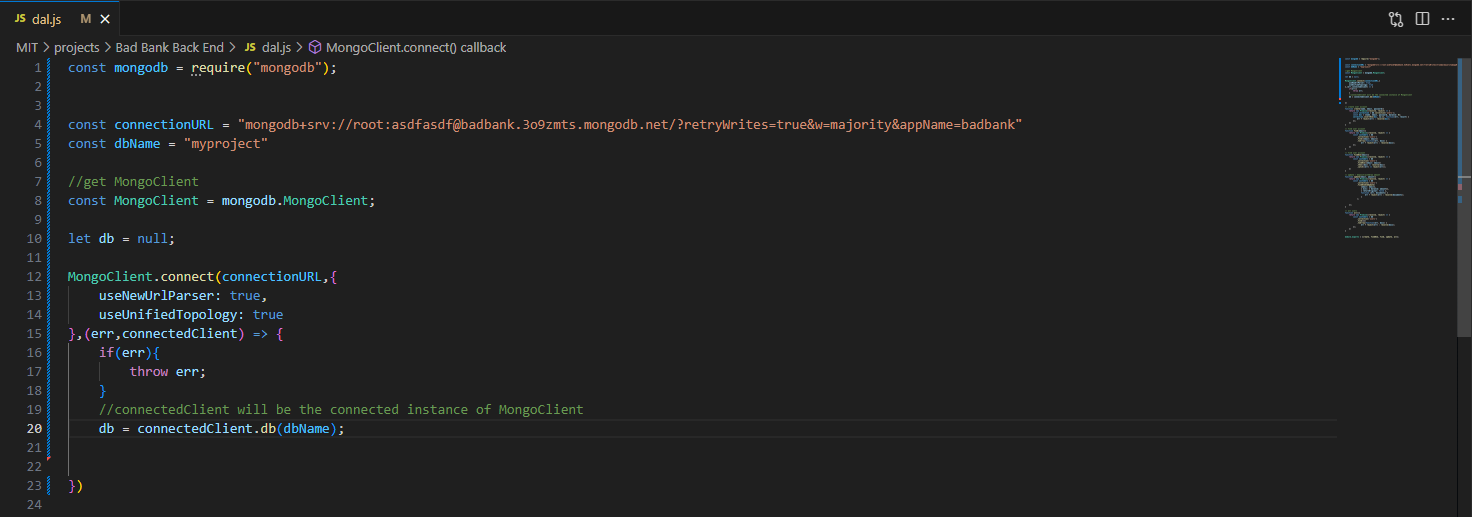 JS dal.js M
MIT > projects > Bad Bank Back End > JS dal.js > MongoClient.connect() callback
1 const mongodb = require("mongodb");
2
3
4 const connectionURL = "mongodb+srv://root:asdfasdf@badbank.3o9zmts.mongodb.net/?retryWrites=true&w=majority&appName=badbank"
5 const dbName = "myproject"
6
7 //get MongoClient
8 const MongoClient = mongodb.MongoClient;
9
10 let db = null;
11
12 MongoClient.connect(connectionURL,{
13 useNewUrlParser: true,
14 useUnifiedTopology: true
15 },(err,connectedClient) => {
16 if(err){
17 throw err;
18 }
19 //connectedClient will be the connected instance of MongoClient
20 db = connectedClient.db(dbName);
21
22
23 })
24